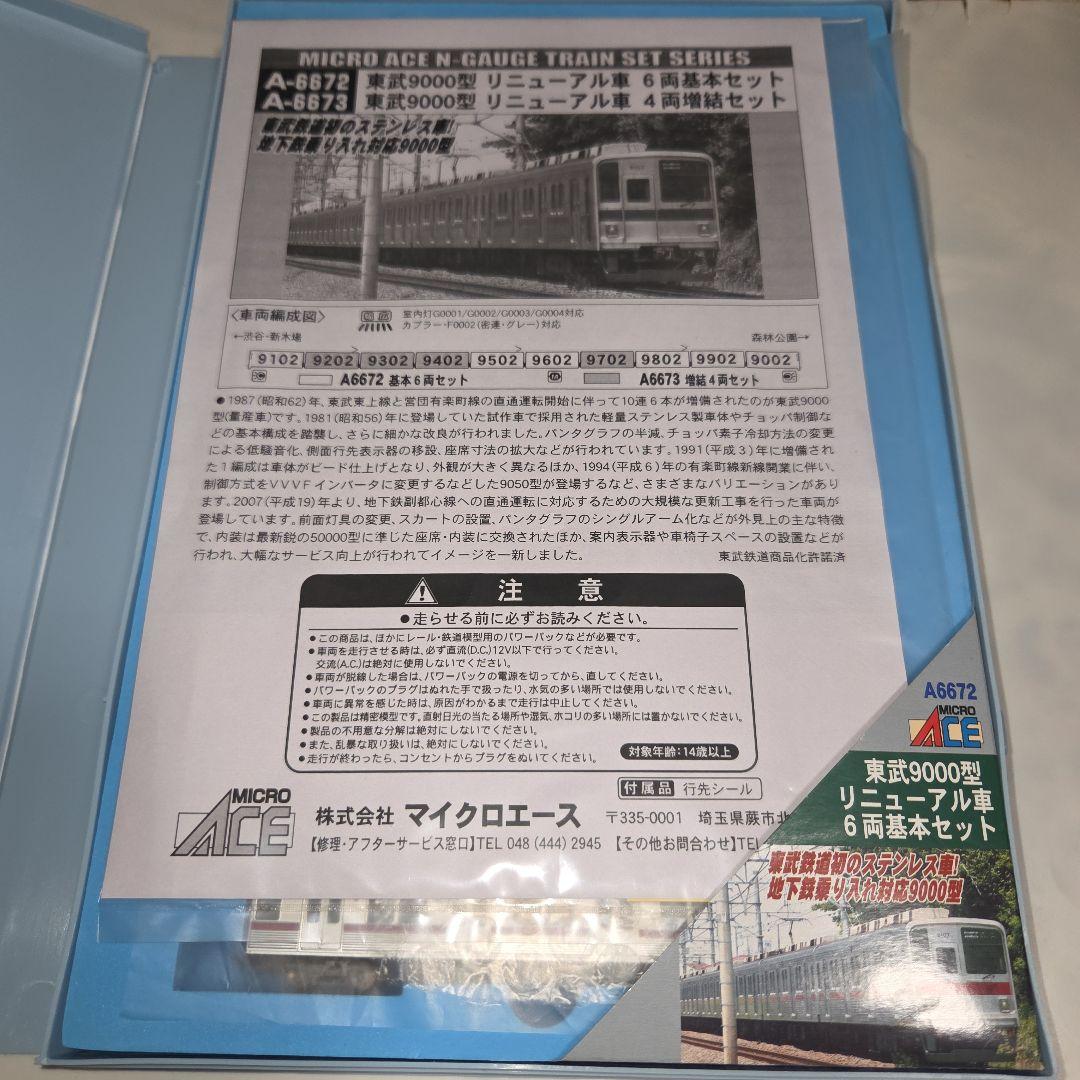 MICRO ACE N-GAUGE TRAIN SET SERIES
A-6672 東武9000型 リニューアル車 6両基本セット
A-6673 東武9000型 リニューアル車 4両増結セット
東武鉄道初のステンレス車!
地下鉄乗り入れ対応9000型
〈車両編成図〉
室内灯G0001/G0002/G0003/G0004対応
カプラー・F0002(密連・グレー)対応
←渋谷・新木場 森林公園→
9102 9202 9302 9402 9502 9602 9702 9802 9902 9002
A6672 基本6両セット A6673 増結4両セット
●1987(昭和62)年、東武東上線と営団有楽町線の直通運転開始に伴って10連6本が増備されたのが東武9000
型(量産車)です。1981(昭和56)年に登場していた試作車で採用された軽量ステンレス製車体やチョッパ制御な
どの基本構成を踏襲し、さらに細かな改良が行われました。パンタグラフの半減、チョッパ素子冷却方法の変更
による低騒音化、側面行先表示器の移設、座席寸法の拡大などが行われています。1991(平成3)年に増備され
た1編成は車体がビード仕上げとなり、外観が大きく異なるほか、1994(平成6)年の有楽町線新線開業に伴い、
制御方式をVVVFインバータに変更するなどした9050型が登場するなど、さまざまなバリエーションがあり
ます。2007(平成19)年より、地下鉄副都心線への直通運転に対応するための大規模な更新工事を行った車両が
登場しています。前面灯具の変更、スカートの設置、パンタグラフのシングルアーム化などが外見上の主な特徴
で、内装は最新鋭の50000型に準じた座席・内装に交換されたほか、案内表示器や車椅子スペースの設置などが
行われ、大幅なサービス向上が行われてイメージを一新しました。 東武鉄道商品化許諾済
注意
●走らせる前に必ずお読みください。
●この商品は、ほかにレール・鉄道模型用のパワーパックなどが必要です。
●車両を走行させる時は、必ず直流(D.C.)12V以下で行ってください。
交流(A.C.)は絶対に使用しないでください。
●車両が脱線した場合は、パワーパックの電源を切ってから、直してください。
●パワーパックのプラグはぬれた手で扱ったり、水気の多い場所では使用しないでください。
●車両に異常を感じた時は、原因がわかるまで走行は中止してください。
●この製品は精密模型です。直射日光の当たる場所や湿気、ホコリの多い場所には置かないでください。
●製品の不用意な分解は絶対にしないでください。
●また、乱暴な取り扱いは、絶対にしないでください。
●走行が終わったら、コンセントからプラグをぬいてください。
対象年齢:14歳以上
付属品 行先シール
MICRO ACE
株式会社 マイクロエース 〒335-0001 埼玉県蕨市北
【修理・アフターサービス窓口】TEL 048 (444) 2945 【その他お問合わせ】TEL
A6672
MICRO ACE
東武9000型
リニューアル車
6両基本セット
東武鉄道初のステンレス車!
地下鉄乗り入れ対応9000型